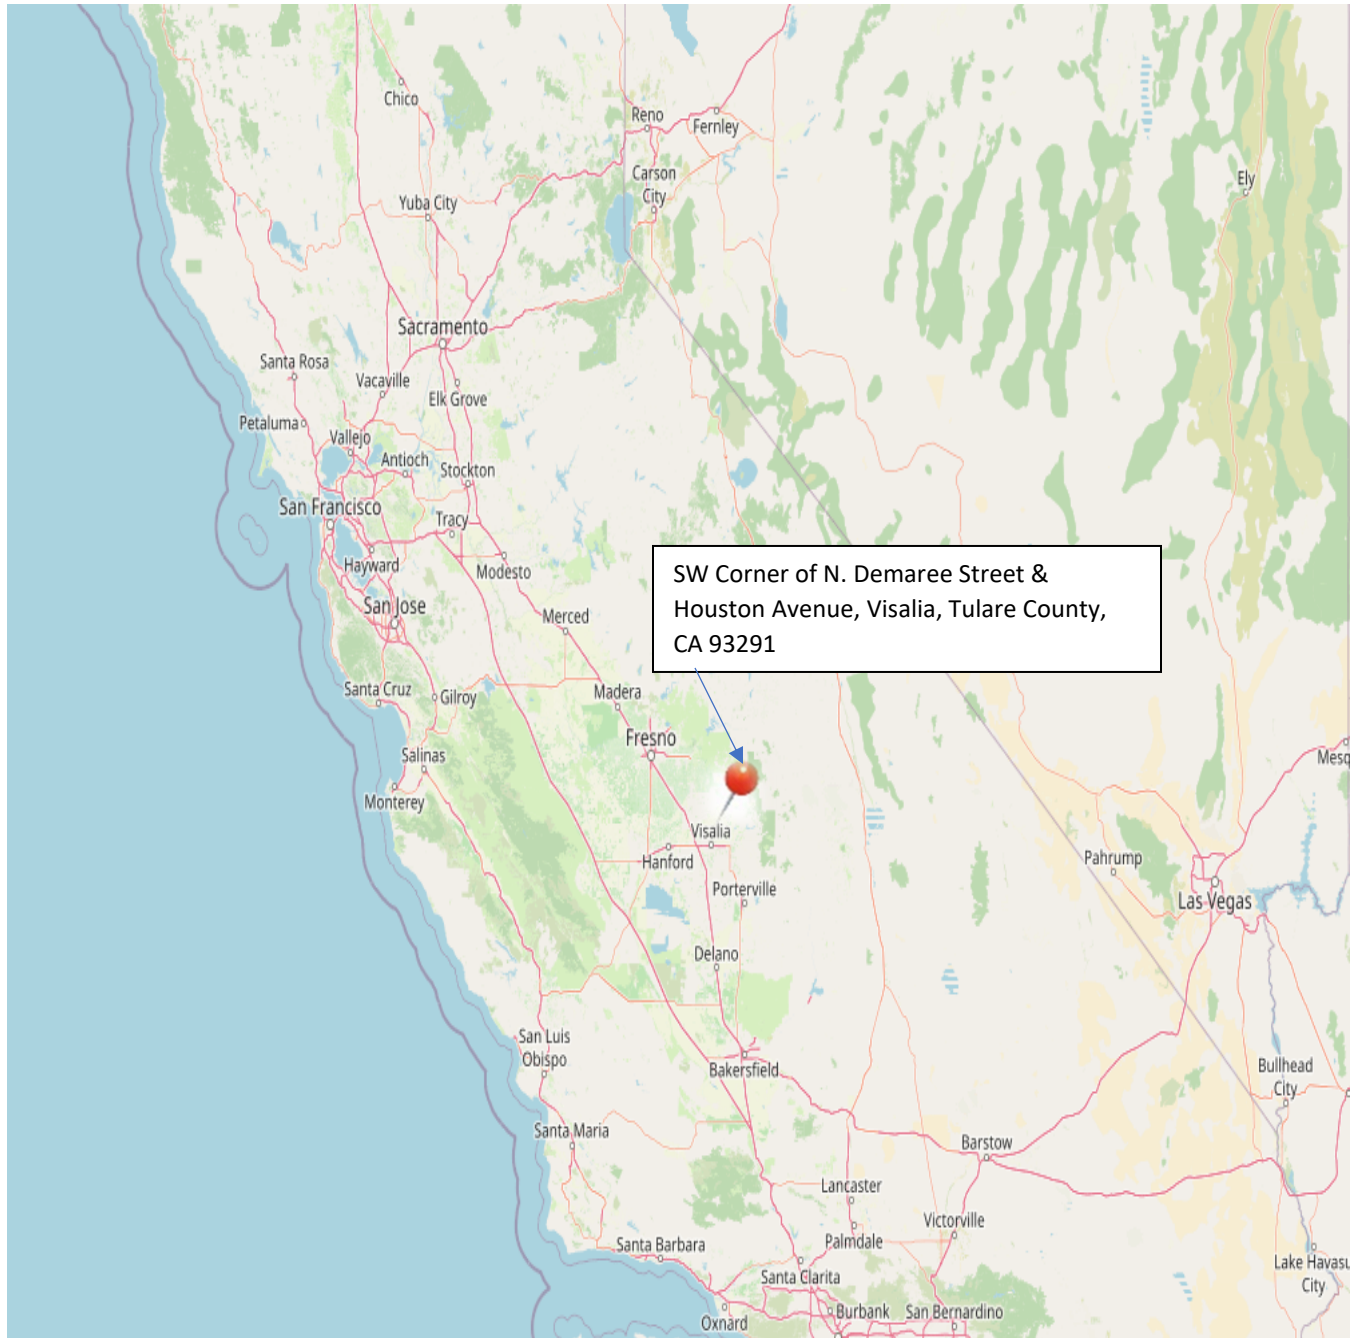 Chico
Reno
Fernley
Carson
City
Ely
Yuba City
Sacramento
Santa Rosa
Vacaville
Elk Grove
Petaluma
Vallejo
Antioch
Stockton
San Francisco
Tracy
Hayward
Modesto
SW Corner of N. Demaree Street &
Houston Avenue, Visalia, Tulare County,
CA 93291
San Jose
Merced
Santa Cruz
Gilroy
Madera
Fresno
Salinas
Mesq
Monterey
Visalia
Hanford
Pahrump
Porterville
Las Vegas
Delano
San Luis
Obispo
Bakersfield
Bullhead
City
Santa Maria
Barstow
Lancaster
Victorville
Palmdale
Santa Barbara
Santa Clarita
Lake Havasu
City
Burbank
San Bernardino
Oxnard